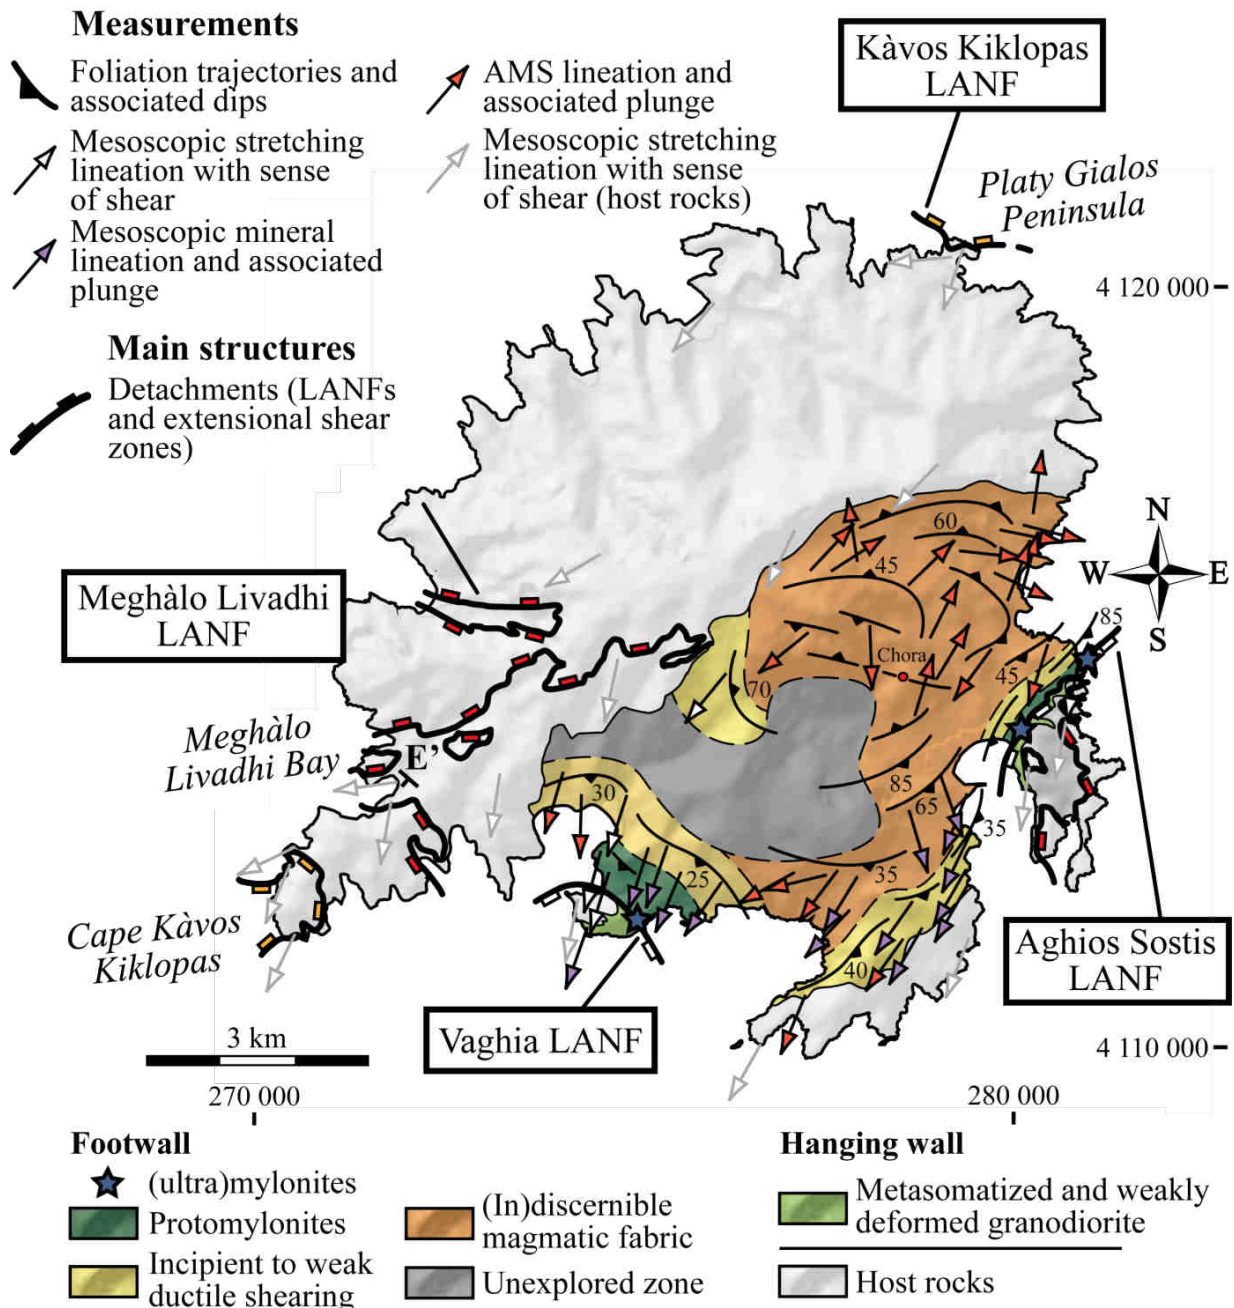 Measurements
Foliation trajectories and
associated dips
Mesoscopic stretching
lineation with sense
of shear
Mesoscopic mineral
lineation and associated
plunge
AMS lineation and
associated plunge
Mesoscopic stretching
lineation with sense
of shear (host rocks)
Main structures
Detachments (LANFs
and extensional shear
zones)
Kàvos Kiklopas
LANF
Platy Gialos
Peninsula
4 120 000
N
W
E
S
60
45
85
Meghàlo Livadhi
LANF
Chora
45
70
Meghàlo
Livadhi Bay
E’
30
85
65
35
25
35
40
Cape Kàvos
Kiklopas
Aghios Sostis
LANF
Vaghia LANF
3 km
4 110 000
270 000
280 000
Footwall
(ultra)mylonites
Protomylonites
Incipient to weak
ductile shearing
(In)discernible
magmatic fabric
Unexplored zone
Hanging wall
Metasomatized and weakly
deformed granodiorite
Host rocks